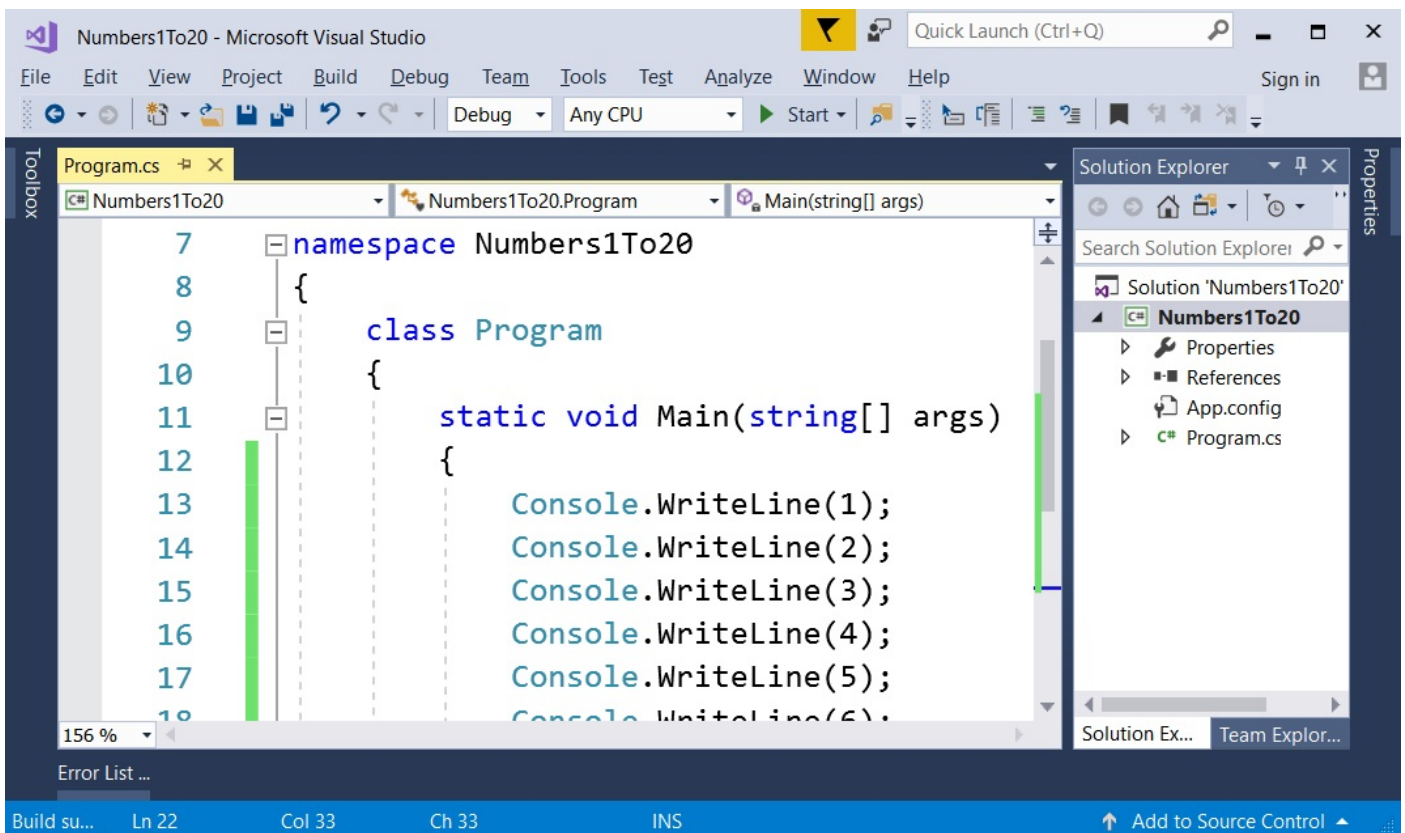 Numbers1To20 - Microsoft Visual Studio
Quick Launch (Ctrl+Q)
File Edit View Project Build Debug Team Tools Test Analyze Window Help
Sign in
Debug Any CPU Start
Toolbox
Program.cs
Numbers1To20 Numbers1To20.Program Main(string[] args)
7 namespace Numbers1To20
8 {
9 class Program
10 {
11 static void Main(string[] args)
12 {
13 Console.WriteLine(1);
14 Console.WriteLine(2);
15 Console.WriteLine(3);
16 Console.WriteLine(4);
17 Console.WriteLine(5);
18 Console.WriteLine(6);
156 %
Solution Explorer
Search Solution Explorer
Solution 'Numbers1To20'
C# Numbers1To20
Properties
References
App.config
C# Program.cs
Solution Ex... Team Explor...
Properties
Error List ...
Build su... Ln 22 Col 33 Ch 33 INS Add to Source Control